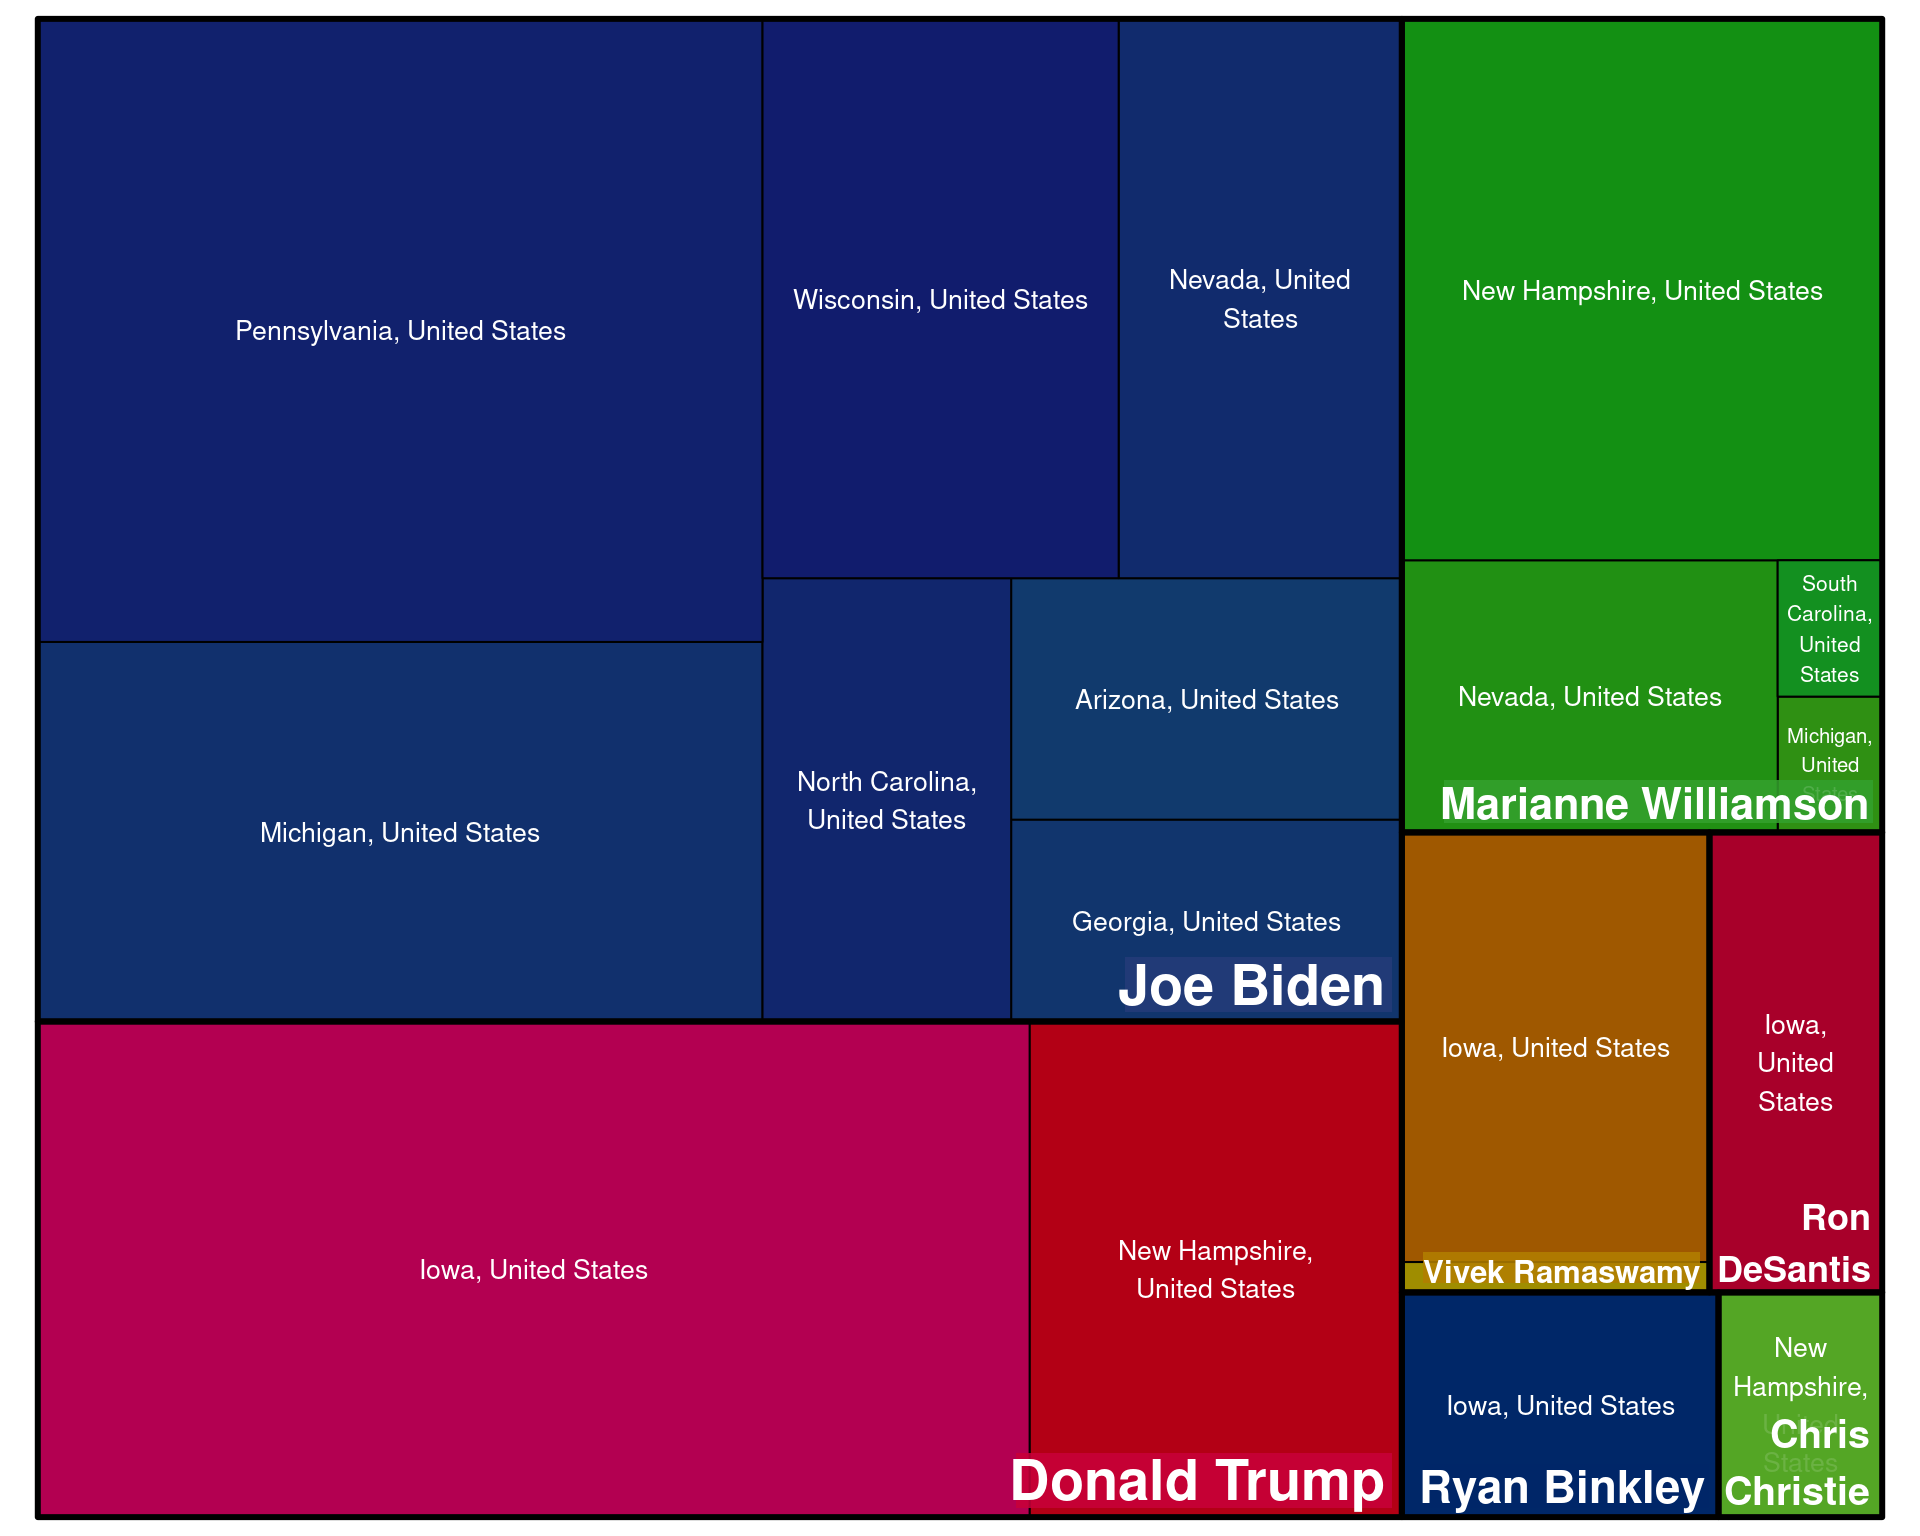 Pennsylvania, United States
Wisconsin, United States
Nevada, United
States
Michigan, United States
North Carolina,
United States
Arizona, United States
Georgia, United States
Joe Biden
New Hampshire, United States
Nevada, United States
South
Carolina,
United
States
Michigan,
United
States
Marianne Williamson
Iowa, United States
New Hampshire,
United States
Donald Trump
Iowa, United States
Vivek Ramaswamy
Iowa,
United
States
Ron
DeSantis
Iowa, United States
Ryan Binkley
New
Hampshire,
United
States
Chris
Christie